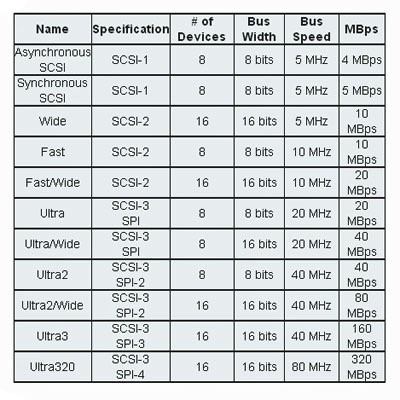 Name Specification # of Devices Bus Width Bus Speed MBps
Asynchronous SCSI SCSI-1 8 8 bits 5 MHz 4 MBps
Synchronous SCSI SCSI-1 8 8 bits 5 MHz 5 MBps
Wide SCSI-2 16 16 bits 5 MHz 10 MBps
Fast SCSI-2 8 8 bits 10 MHz 10 MBps
Fast/Wide SCSI-2 16 16 bits 10 MHz 20 MBps
Ultra SCSI-3 SPI 8 8 bits 20 MHz 20 MBps
Ultra/Wide SCSI-3 SPI 8 16 bits 20 MHz 40 MBps
Ultra2 SCSI-3 SPI-2 8 8 bits 40 MHz 40 MBps
Ultra2/Wide SCSI-3 SPI-2 16 16 bits 40 MHz 80 MBps
Ultra3 SCSI-3 SPI-3 16 16 bits 40 MHz 160 MBps
Ultra320 SCSI-3 SPI-4 16 16 bits 80 MHz 320 MBps